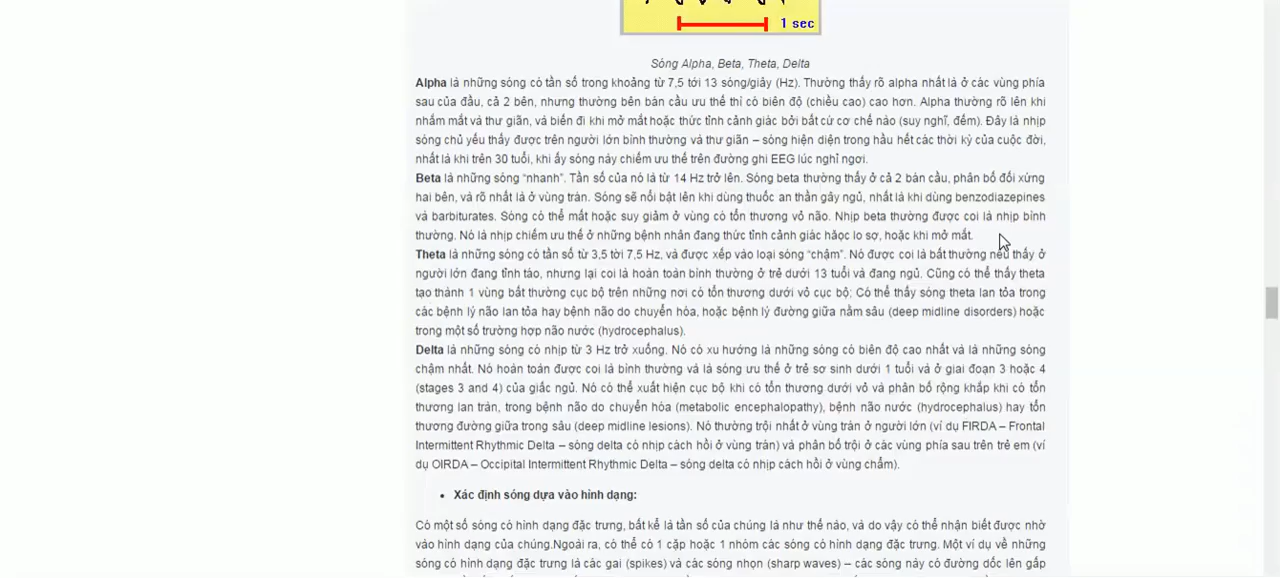 1 sec
Sóng Alpha, Beta, Theta, Delta
Alpha là những sóng có tần số trong khoảng từ 7,5 tới 13 sóng/giây (Hz). Thường thấy rõ alpha nhất là ở các vùng phía
sau của đầu, cả 2 bên, nhưng thường bên bán cầu ưu thế thì có biên độ (chiều cao) cao hơn. Alpha thường rõ lên khi
nhắm mắt và thư giãn, và biến đi khi mở mắt hoặc thức tỉnh cảnh giác bởi bất cứ cơ chế nào (suy nghĩ, đếm). Đây là nhịp
sóng chủ yếu thấy được trên người lớn bình thường và thư giãn – sóng hiện diện trong hầu hết các thời kỳ của cuộc đời,
nhất là khi trên 30 tuổi, khi ấy sóng này chiếm ưu thế trên đường ghi EEG lúc nghỉ ngơi.
Beta là những sóng “nhanh”. Tần số của nó là từ 14 Hz trở lên. Sóng beta thường thấy ở cả 2 bán cầu, phân bố đối xứng
hai bên, và rõ nhất là ở vùng trán. Sóng sẽ nổi bật lên khi dùng thuốc an thần gây ngủ, nhất là khi dùng benzodiazepines
và barbiturates. Sóng có thể mất hoặc suy giảm ở vùng có tổn thương vỏ não. Nhịp beta thường được coi là nhịp bình
thường. Nó là nhịp chiếm ưu thế ở những bệnh nhân đang thức tỉnh cảnh giác hăọc lo sợ, hoặc khi mở mắt.
Theta là những sóng có tần số từ 3,5 tới 7,5 Hz, và được xếp vào loại sóng “chậm”. Nó được coi là bất thường nếu thấy ở
người lớn đang tỉnh táo, nhưng lại coi là hoàn toàn bình thường ở trẻ dưới 13 tuổi và đang ngủ. Cũng có thể thấy theta
tạo thành 1 vùng bất thường cục bộ trên những nơi có tổn thương dưới vỏ cục bộ; Có thể thấy sóng theta lan tỏa trong
các bệnh lý não lan tỏa hay bệnh não do chuyển hóa, hoặc bệnh lý đường giữa nằm sâu (deep midline disorders) hoặc
trong một số trường hợp não nước (hydrocephalus).
Delta là những sóng có nhịp từ 3 Hz trở xuống. Nó có xu hướng là những sóng có biên độ cao nhất và là những sóng
chậm nhất. Nó hoàn toàn được coi là bình thường và là sóng ưu thế ở trẻ sơ sinh dưới 1 tuổi và ở giai đoạn 3 hoặc 4
(stages 3 and 4) của giấc ngủ. Nó có thể xuất hiện cục bộ khi có tổn thương dưới vỏ và phân bố rộng khắp khi có tổn
thương lan tràn, trong bệnh não do chuyển hóa (metabolic encephalopathy), bệnh não nước (hydrocephalus) hay tổn
thương đường giữa trong sâu (deep midline lesions). Nó thường trội nhất ở vùng trán ở người lớn (ví dụ FIRDA – Frontal
Intermittent Rhythmic Delta – sóng delta có nhịp cách hồi ở vùng trán) và phân bố trội ở các vùng phía sau trên trẻ em (ví
dụ OIRDA – Occipital Intermittent Rhythmic Delta – sóng delta có nhịp cách hồi ở vùng chẩm).
• Xác định sóng dựa vào hình dạng:
Có một số sóng có hình dạng đặc trưng, bất kể là tần số của chúng là như thế nào, và do vậy có thể nhận biết được nhờ
vào hình dạng của chúng.Ngoài ra, có thể có 1 cặp hoặc 1 nhóm các sóng có hình dạng đặc trưng. Một ví dụ về những
sóng có hình dạng đặc trưng là các gai (spikes) và các sóng nhọn (sharp waves) – các sóng này có đường dốc lên gấp